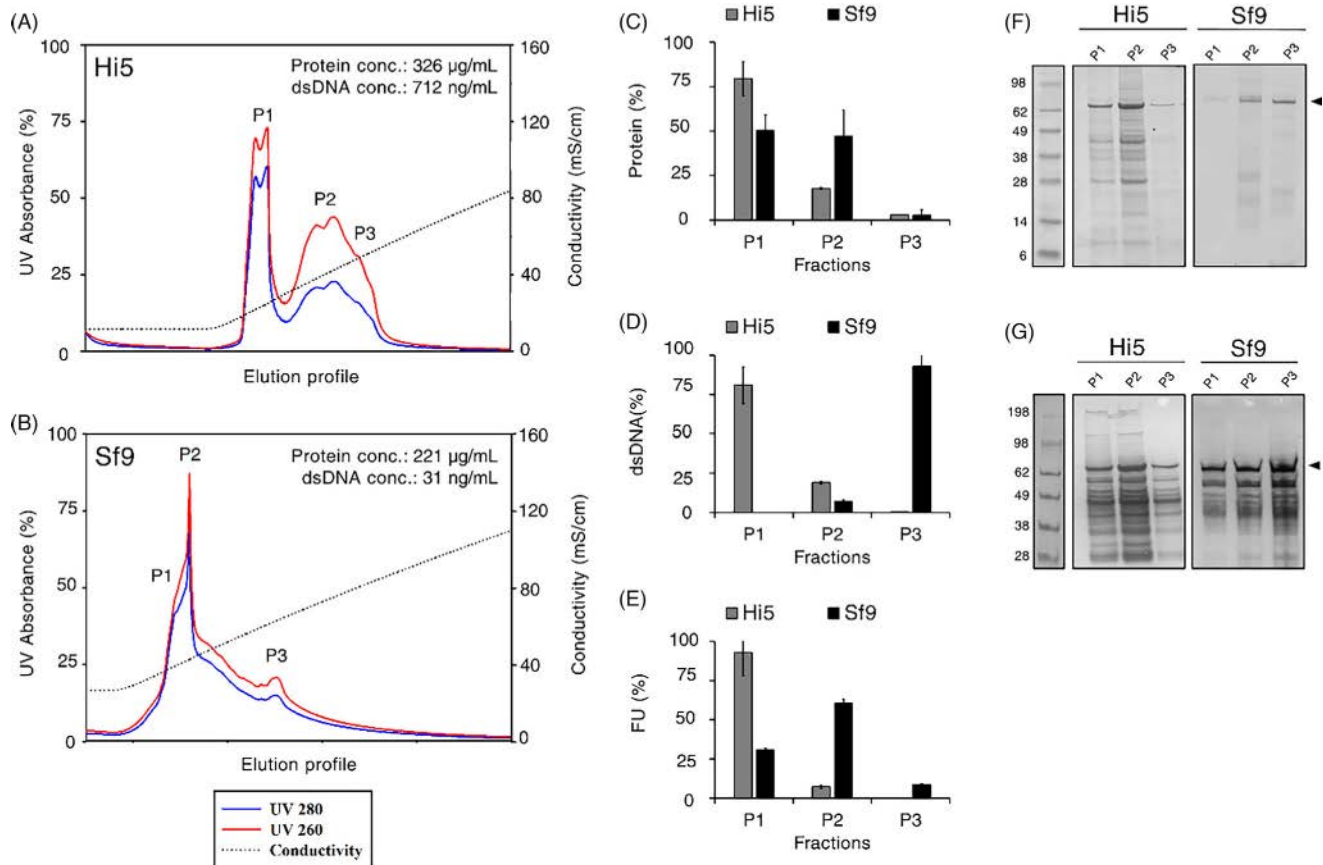 (A)
Hi5
Protein conc.: 326 µg/mL
dsDNA conc.: 712 ng/mL
P1
P2
P3
100
75
50
25
0
UV Absorbance (%)
160
120
80
40
0
Conductivity (mS/cm)
Elution profile
(B)
Sf9
Protein conc.: 221 µg/mL
dsDNA conc.: 31 ng/mL
P1
P2
P3
100
75
50
25
0
UV Absorbance (%)
160
120
80
40
0
Conductivity (mS/cm)
Elution profile
UV 280
UV 260
Conductivity
(C)
Hi5
Sf9
100
75
50
25
0
Protein (%)
P1
P2
P3
Fractions
(D)
Hi5
Sf9
100
75
50
25
0
dsDNA(%)
P1
P2
P3
Fractions
(E)
Hi5
Sf9
100
75
50
25
0
FU (%)
P1
P2
P3
Fractions
(F)
Hi5
Sf9
P1
P2
P3
P1
P2
P3
98
62
49
38
28
14
6
(G)
Hi5
Sf9
P1
P2
P3
P1
P2
P3
198
98
62
49
38
28